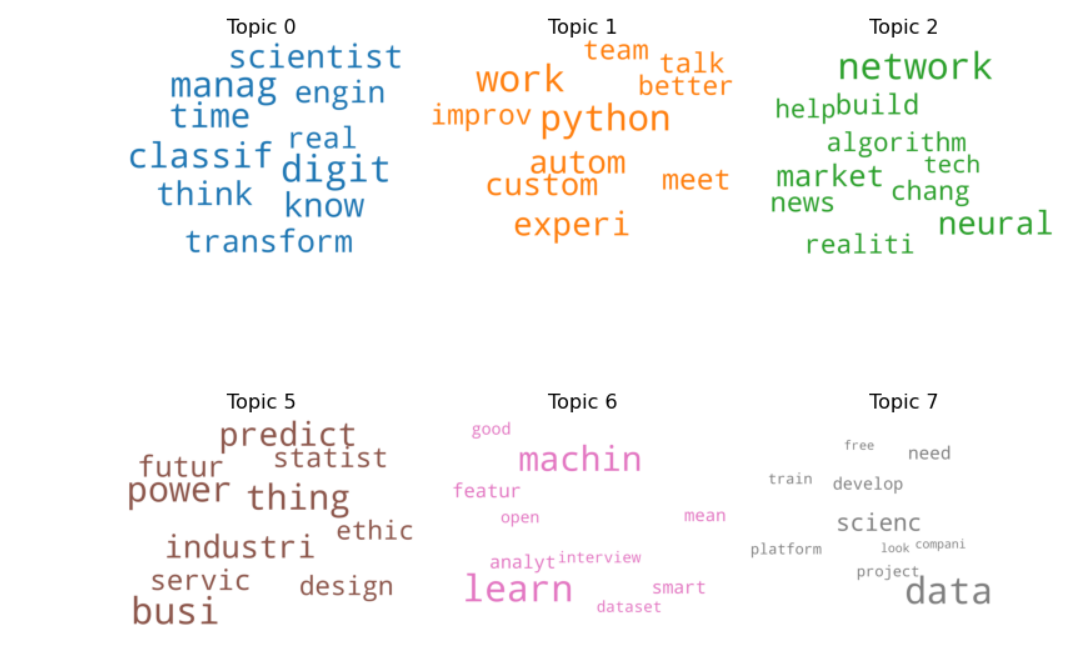 Topic 0
scientist
manag
engin
time
real
classif
digit
think
know
transform
Topic 1
team
work
talk
better
improv
python
autom
custom
meet
experi
Topic 2
network
help
build
algorithm
tech
market
chang
news
neural
realiti
Topic 5
predict
futur
statist
power
thing
ethic
industri
servic
design
busi
Topic 6
good
machin
featur
open
mean
analyt
interview
learn
smart
dataset
Topic 7
free
need
train
develop
scienc
platform
look
compani
project
data